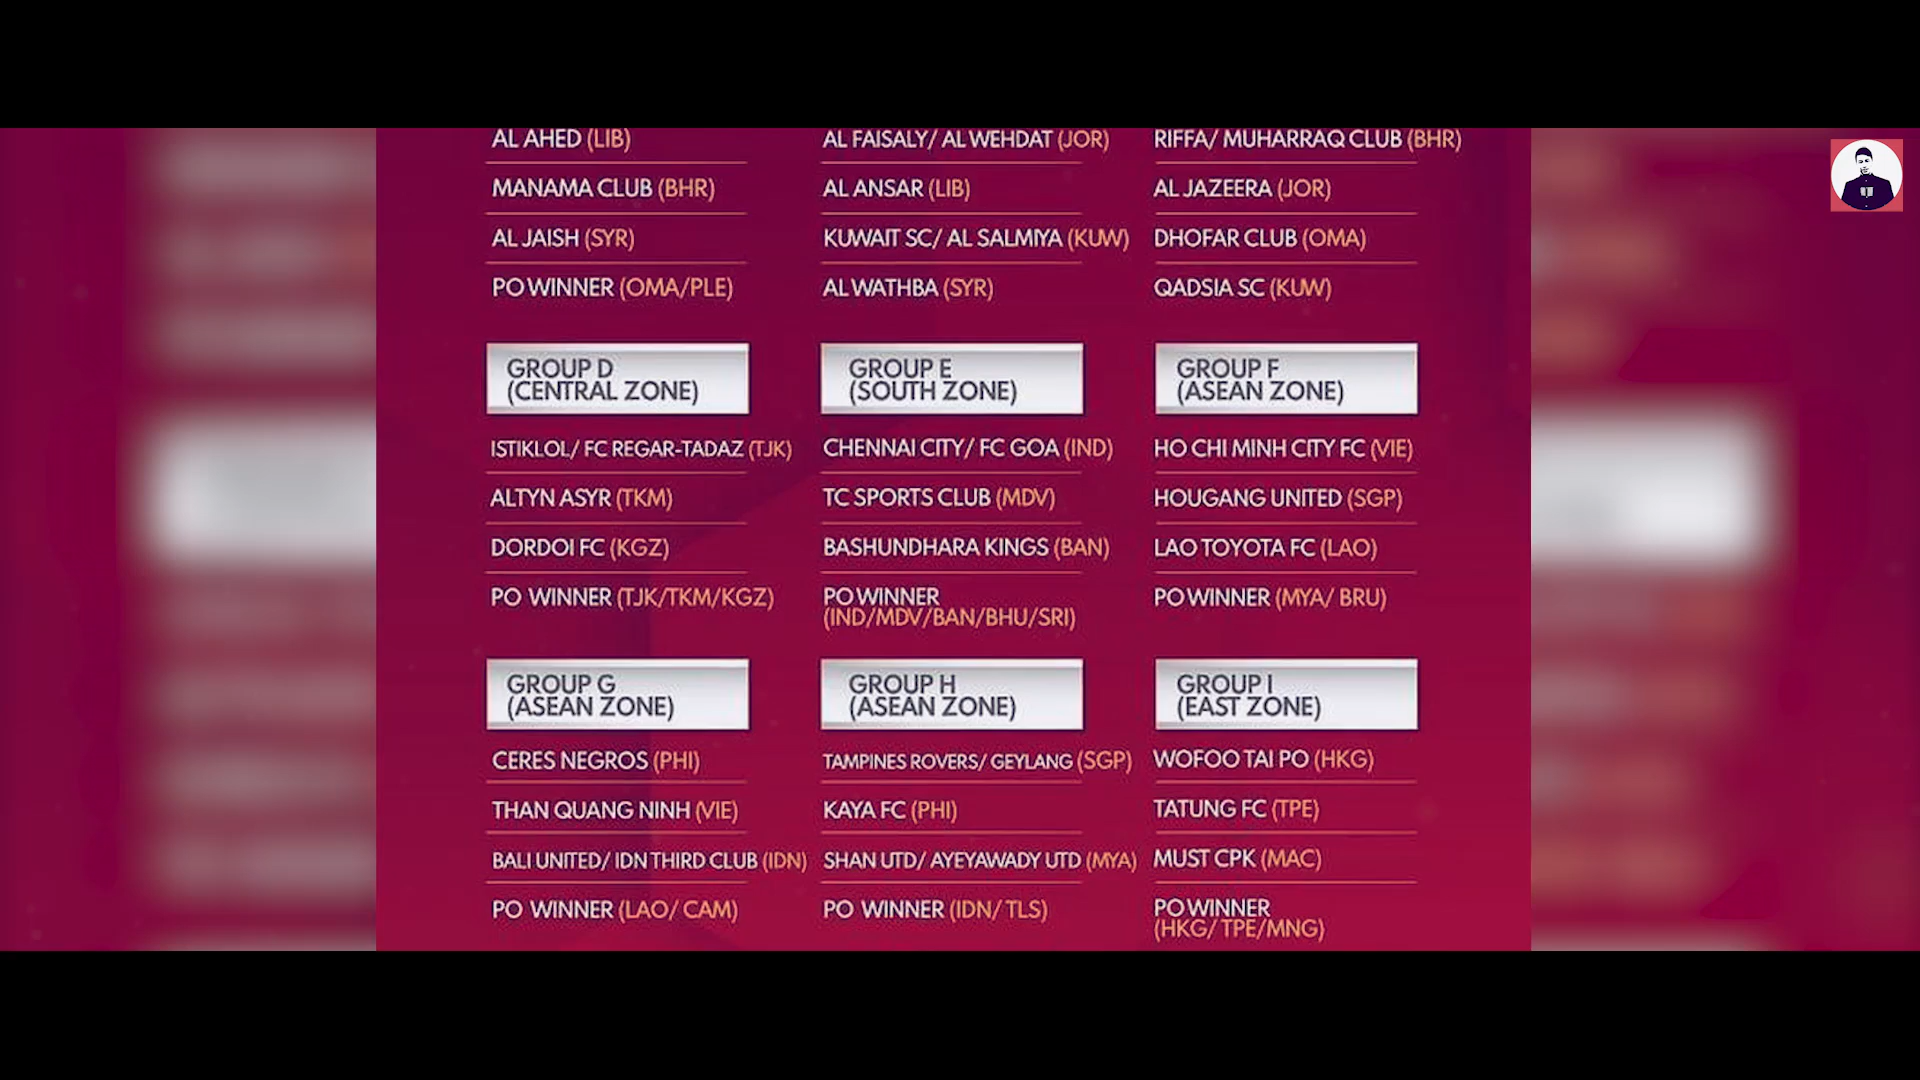 AL AHED (LIB)
AL FAISALY/ AL WEHDAT (JOR)
RIFFA/ MUHARRAQ CLUB (BHR)
MANAMA CLUB (BHR)
AL ANSAR (LIB)
AL JAZEERA (JOR)
AL JAISH (SYR)
KUWAIT SC/ AL SALMIYA (KUW)
DHOFAR CLUB (OMA)
PO WINNER (OMA/PLE)
AL WATHBA (SYR)
QADSIA SC (KUW)
GROUP D
(CENTRAL ZONE)
ISTIKLOL/ FC REGAR-TADAZ (TJK)
ALTYN ASYR (TKM)
DORDOI FC (KGZ)
PO WINNER (TJK/TKM/KGZ)
GROUP E
(SOUTH ZONE)
CHENNAI CITY/ FC GOA (IND)
TC SPORTS CLUB (MDV)
BASHUNDHARA KINGS (BAN)
PO WINNER
(IND/MDV/BAN/BHU/SRI)
GROUP F
(ASEAN ZONE)
HO CHI MINH CITY FC (VIE)
HOUGANG UNITED (SGP)
LAO TOYOTA FC (LAO)
PO WINNER (MYA/ BRU)
GROUP G
(ASEAN ZONE)
CERES NEGROS (PHI)
THAN QUANG NINH (VIE)
BALI UNITED/ IDN THIRD CLUB (IDN)
PO WINNER (LAO/ CAM)
GROUP H
(ASEAN ZONE)
TAMPINES ROVERS/ GEYLANG (SGP)
KAYA FC (PHI)
SHAN UTD/ AYEYAWADY UTD (MYA)
PO WINNER (IDN/ TLS)
GROUP I
(EAST ZONE)
WOFOO TAI PO (HKG)
TATUNG FC (TPE)
MUST CPK (MAC)
PO WINNER
(HKG/ TPE/MNG)